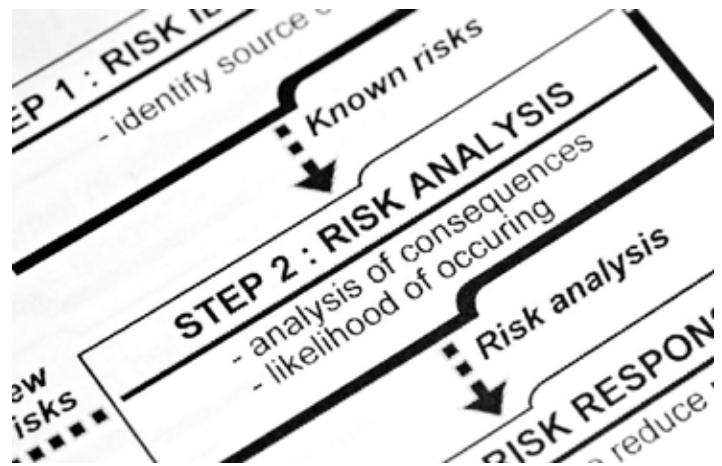 EP 1 : RISK
- identify source
Known risks
STEP 2 : RISK ANALYSIS
- analysis of consequences
- likelihood of occuring
Risk analysis
ew
isks
RISK RESPON
reduce